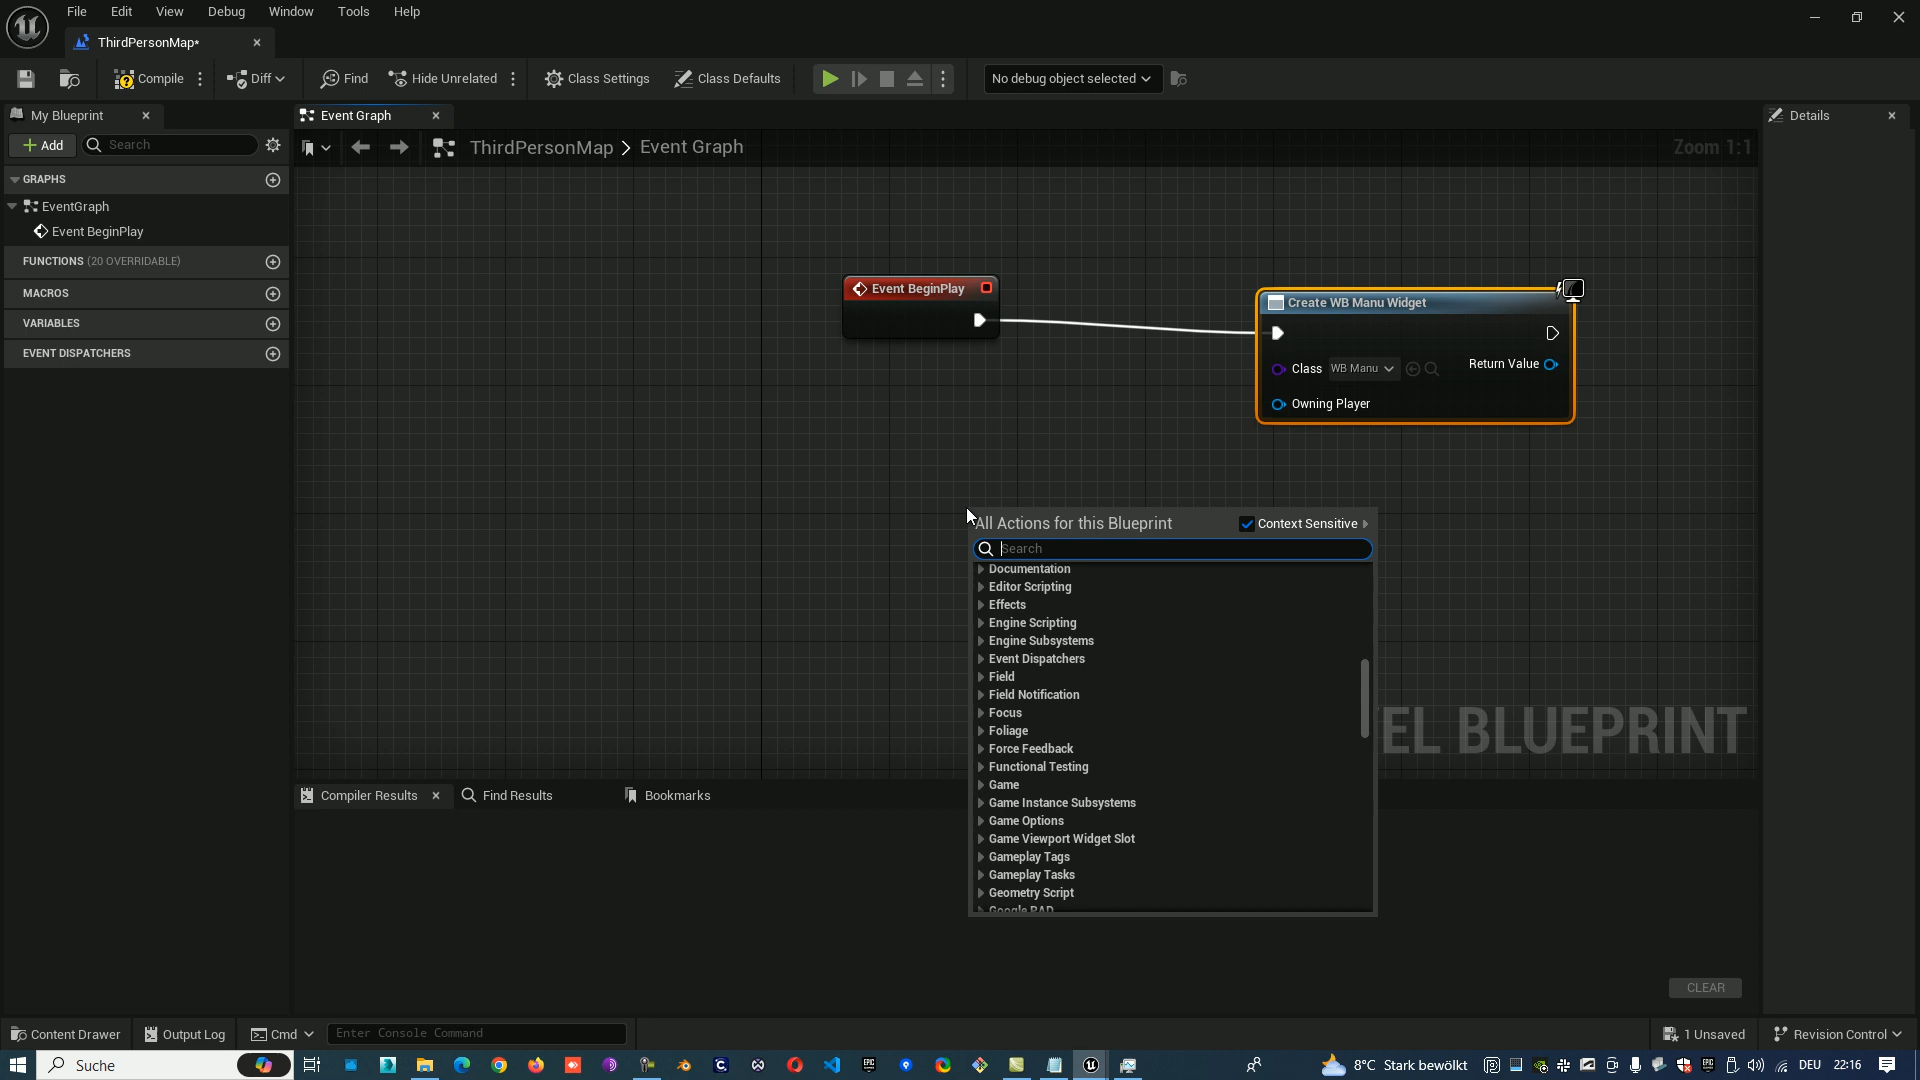 File Edit View Debug Window Tools Help
ThirdPersonMap*
Compile Diff Find Hide Unrelated Class Settings Class Defaults No debug object selected
My Blueprint Event Graph Details
Add Search ThirdPersonMap > Event Graph Zoom 1:1
GRAPHS
EventGraph
Event BeginPlay
FUNCTIONS (20 OVERRIDABLE)
MACROS
VARIABLES
EVENT DISPATCHERS
Event BeginPlay
Create WB Manu Widget
Class WB Manu Return Value
Owning Player
All Actions for this Blueprint Context Sensitive
Search
Documentation
Editor Scripting
Effects
Engine Scripting
Engine Subsystems
Event Dispatchers
Field
Field Notification
Focus
Foliage
Force Feedback
Functional Testing
Game
Game Instance Subsystems
Game Options
Game Viewport Widget Slot
Gameplay Tags
Gameplay Tasks
Geometry Script
Google PAD
EL BLUEPRINT
Compiler Results Find Results Bookmarks
CLEAR
Content Drawer Output Log Cmd Enter Console Command 1 Unsaved Revision Control
Suche 8°C Stark bewölkt DEU 22:16